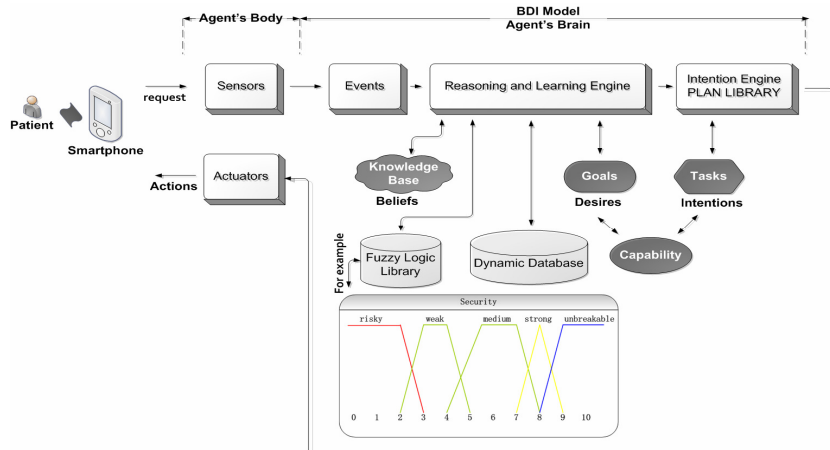 Agent's Body
BDI Model
Agent's Brain
request
Sensors
Events
Reasoning and Learning Engine
Intention Engine
PLAN LIBRARY
Patient
Smartphone
Actions
Actuators
Knowledge
Base
Beliefs
Goals
Desires
Tasks
Intentions
For example
Fuzzy Logic
Library
Dynamic Database
Capability
Security
risky weak medium strong unbreakable
0 1 2 3 4 5 6 7 8 9 10